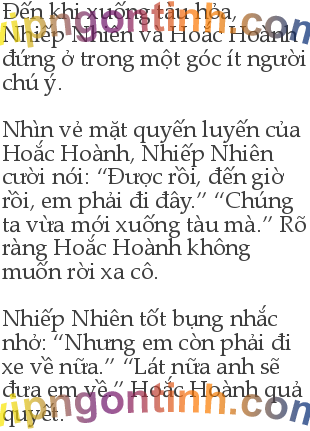 Đến khi xuống tàu hỏa,
Nhiếp Nhiên và Hoắc Hoành
đứng ở trong một góc ít người
chú ý.
Nhìn vẻ mặt quyến luyến của
Hoắc Hoành, Nhiếp Nhiên
cười nói: “Được rồi, đến giờ
rồi, em phải đi đây.” “Chúng
ta vừa mới xuống tàu mà.” Rõ
ràng Hoắc Hoành không
muốn rời xa cô.
Nhiếp Nhiên tốt bụng nhắc
nhở: “Nhưng em còn phải đi
xe về nữa.” “Lát nữa anh sẽ
đưa em về.” Hoắc Hoành quả
quyết.
vipngontinh.com
vipngontinh.com